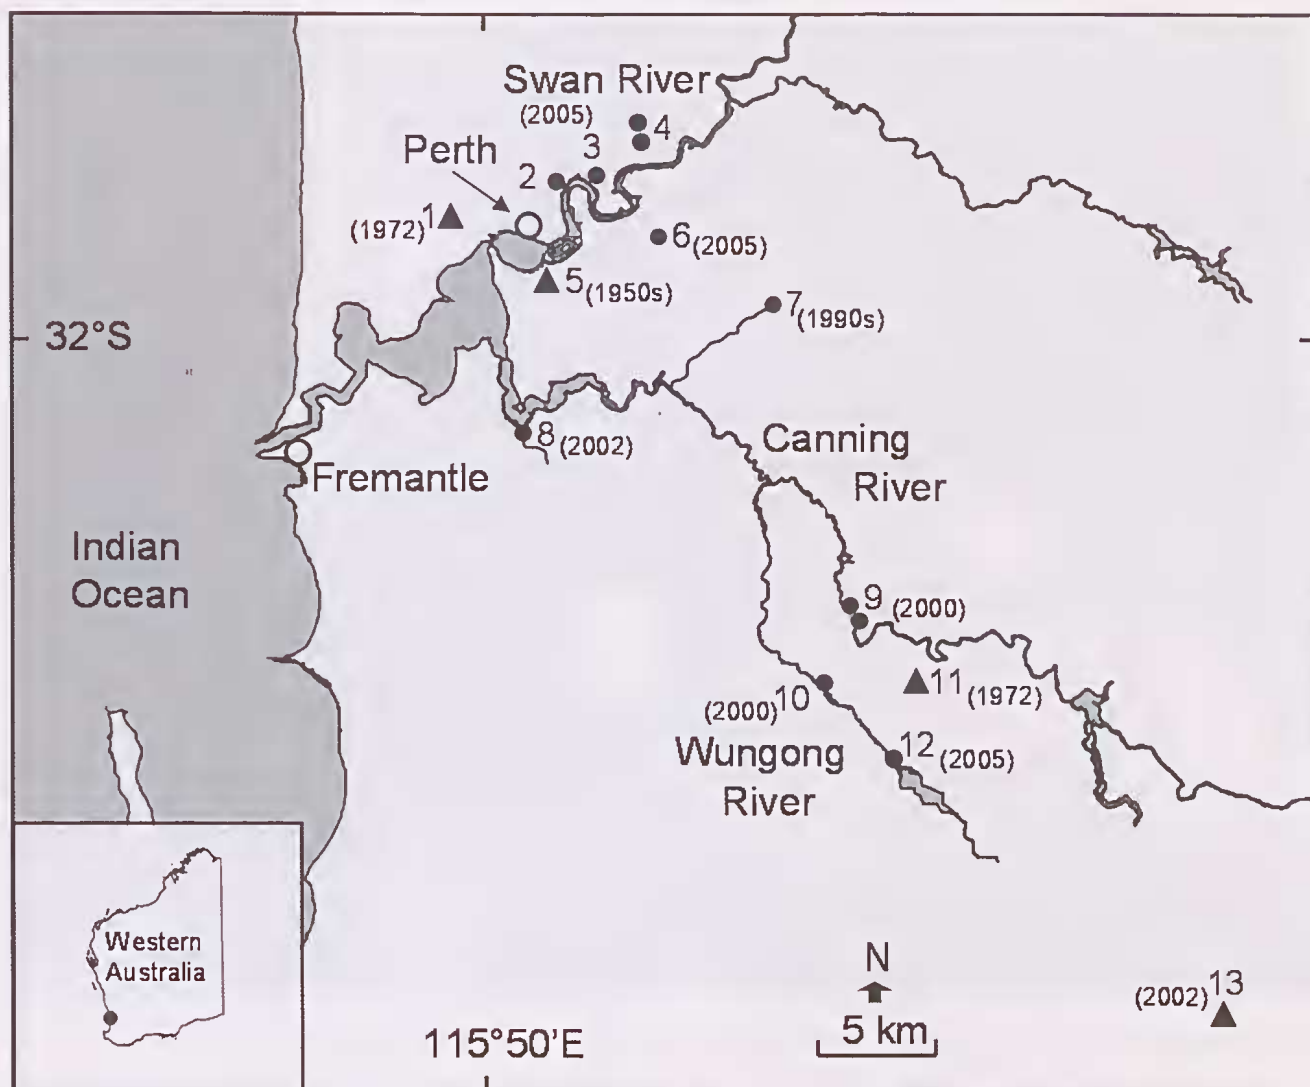 Swan River
(2005)
4
Perth
3
2
(1972) 1
6 (2005)
5 (1950s)
7 (1990s)
32°S
8 (2002)
Canning
River
Fremantle
Indian
Ocean
9 (2000)
11 (1972)
(2000) 10
Wungong
River
12 (2005)
Western
Australia
N
5 km
(2002) 13
115°50'E